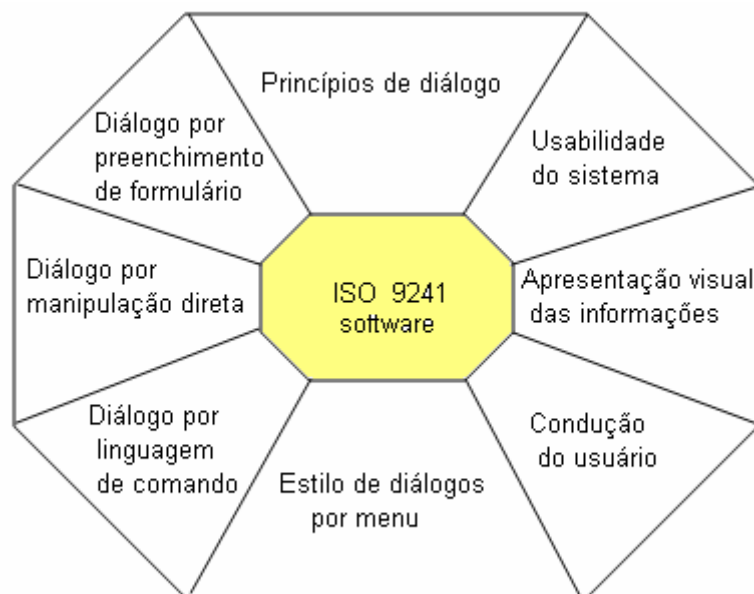 Princípios de diálogo
Usabilidade
do sistema
Apresentação visual
das informações
Condução
do usuário
Estilo de diálogos
por menu
Diálogo por
linguagem
de comando
Diálogo por
manipulação direta
Diálogo por
preenchimento
de formulário
ISO 9241
software